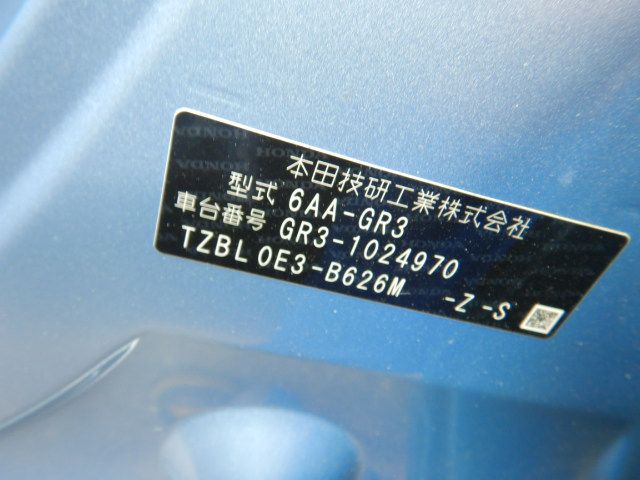 本田技研工業株式会社
型式 6AA-GR3
車台番号 GR3-1024970
TZBL 0E3-B626M -Z -S